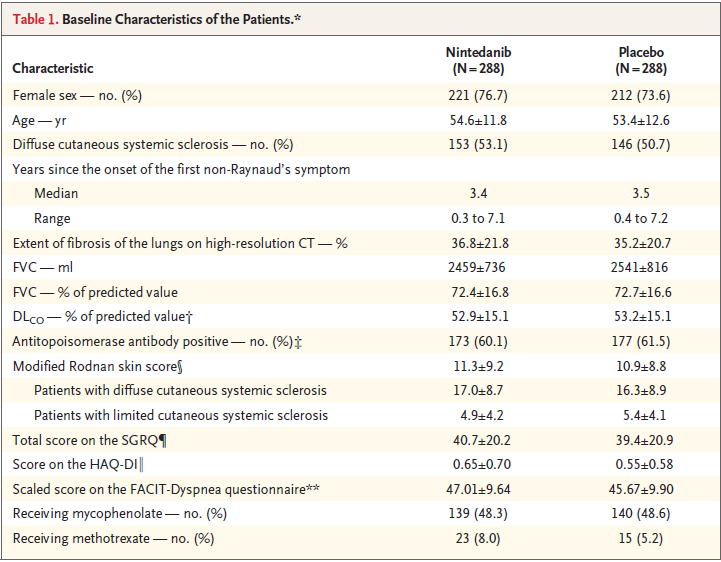 Table 1. Baseline Characteristics of the Patients.*
Characteristic Nintedanib (N=288) Placebo (N=288)
Female sex — no. (%) 221 (76.7) 212 (73.6)
Age — yr 54.6±11.8 53.4±12.6
Diffuse cutaneous systemic sclerosis — no. (%) 153 (53.1) 146 (50.7)
Years since the onset of the first non-Raynaud's symptom
Median 3.4 3.5
Range 0.3 to 7.1 0.4 to 7.2
Extent of fibrosis of the lungs on high-resolution CT — % 36.8±21.8 35.2±20.7
FVC — ml 2459±736 2541±816
FVC — % of predicted value 72.4±16.8 72.7±16.6
DLCO — % of predicted value† 52.9±15.1 53.2±15.1
Antitopoisomerase antibody positive — no. (%)‡ 173 (60.1) 177 (61.5)
Modified Rodnan skin score§ 11.3±9.2 10.9±8.8
Patients with diffuse cutaneous systemic sclerosis 17.0±8.7 16.3±8.9
Patients with limited cutaneous systemic sclerosis 4.9±4.2 5.4±4.1
Total score on the SGRQ¶ 40.7±20.2 39.4±20.9
Score on the HAQ-DI‖ 0.65±0.70 0.55±0.58
Scaled score on the FACIT-Dyspnea questionnaire** 47.01±9.64 45.67±9.90
Receiving mycophenolate — no. (%) 139 (48.3) 140 (48.6)
Receiving methotrexate — no. (%) 23 (8.0) 15 (5.2)